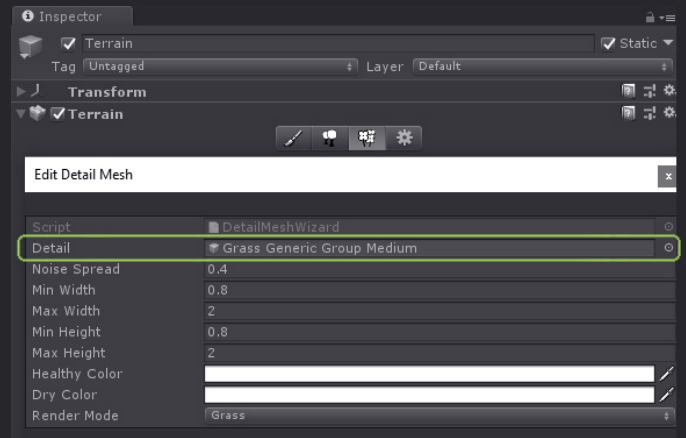 Inspector
Terrain Static
Tag Untagged Layer Default
Transform
Terrain
Edit Detail Mesh x
Script DetailMeshWizard
Detail Grass Generic Group Medium
Noise Spread 0.4
Min Width 0.8
Max Width 2
Min Height 0.8
Max Height 2
Healthy Color
Dry Color
Render Mode Grass